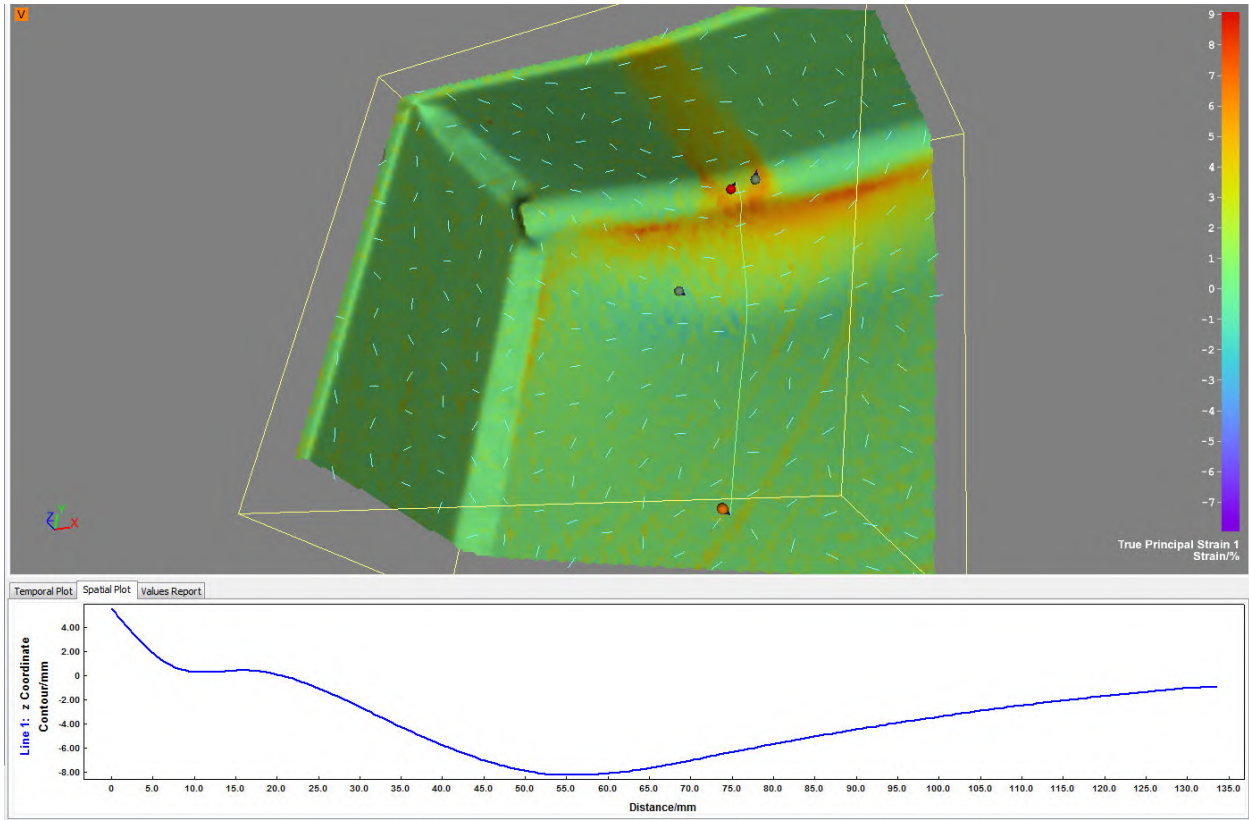 V
9
8
7
6
5
4
3
2
1
0
-1
-2
-3
-4
-5
-6
-7
Z Y X
True Principal Strain 1
Strain/%
Temporal Plot Spatial Plot Values Report
Line 1: z Coordinate
Contour/mm
4.00
2.00
0
-2.00
-4.00
-6.00
-8.00
0 5.0 10.0 15.0 20.0 25.0 30.0 35.0 40.0 45.0 50.0 55.0 60.0 65.0 70.0 75.0 80.0 85.0 90.0 95.0 100.0 105.0 110.0 115.0 120.0 125.0 130.0 135.0
Distance/mm